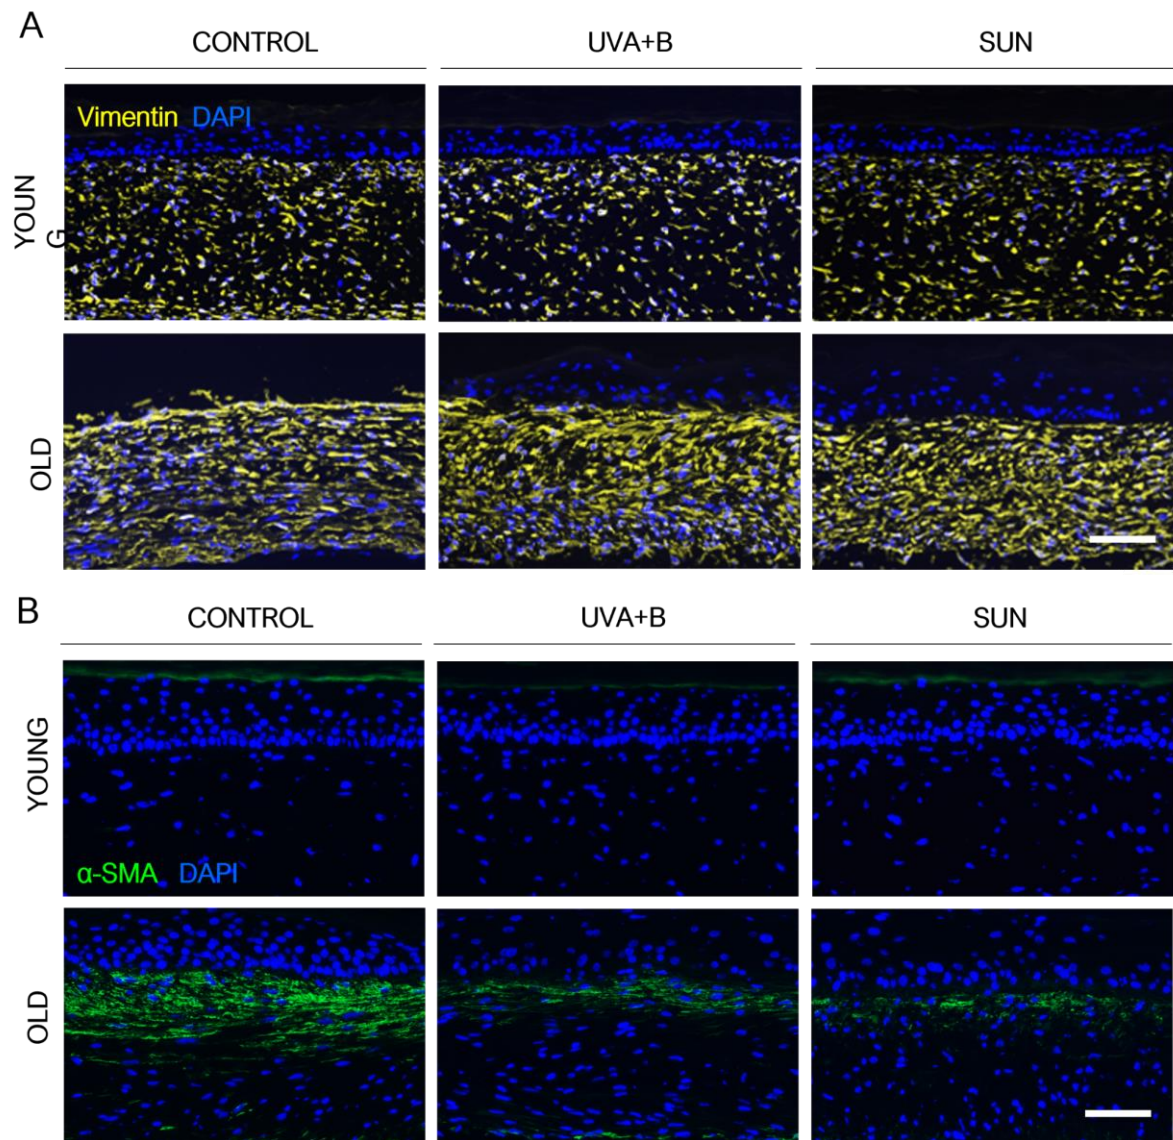 A
CONTROL UVA+B SUN
Vimentin DAPI
YOUN
G
OLD
B
CONTROL UVA+B SUN
YOUNG
α-SMA DAPI
OLD